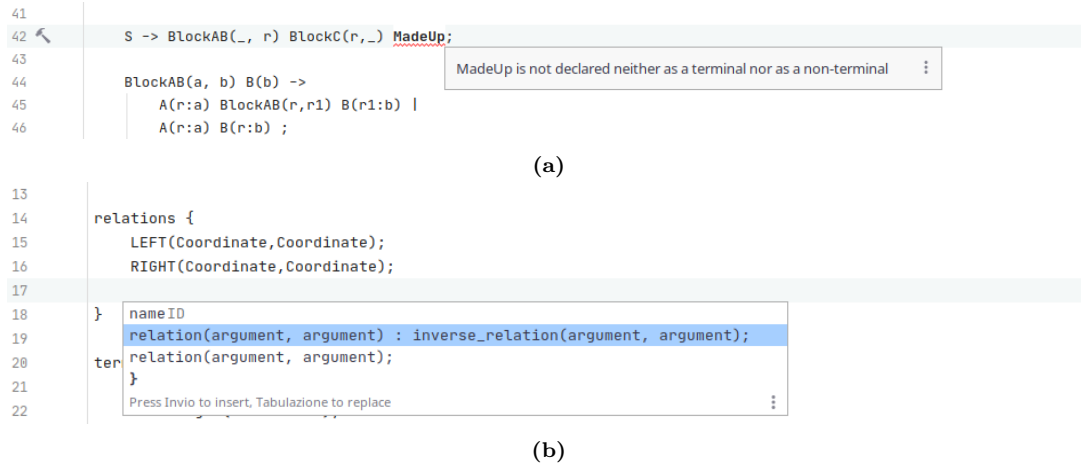 41
42 S -> BlockAB(_, r) BlockC(r,_) MadeUp;
43 MadeUp is not declared neither as a terminal nor as a non-terminal
44 BlockAB(a, b) B(b) ->
45 A(r:a) BlockAB(r,r1) B(r1:b) |
46 A(r:a) B(r:b) ;
(a)
13
14 relations {
15 LEFT(Coordinate,Coordinate);
16 RIGHT(Coordinate,Coordinate);
17
18 } name ID
19 relation(argument, argument) : inverse_relation(argument, argument);
20 ter relation(argument, argument);
21 }
22 Press Invio to insert, Tabulazione to replace
(b)